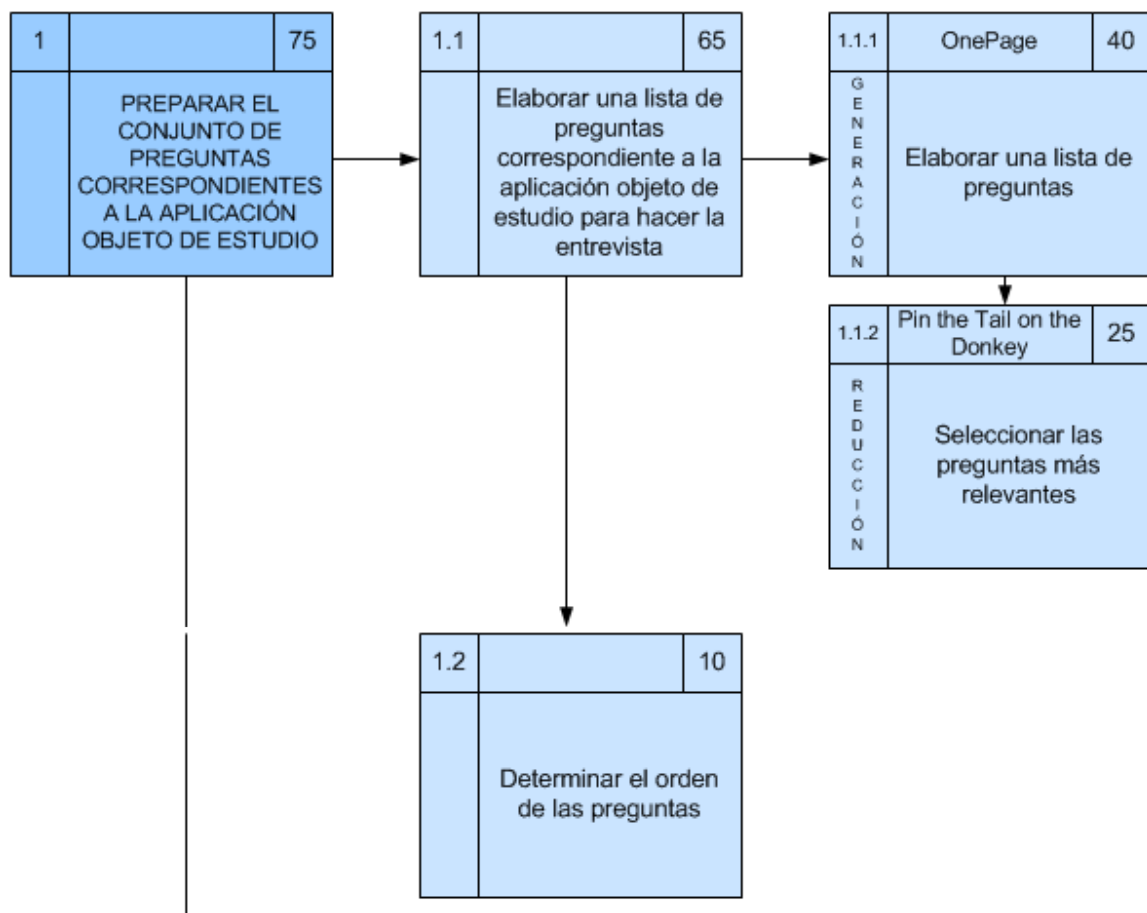 1
75
PREPARAR EL
CONJUNTO DE
PREGUNTAS
CORRESPONDIENTES
A LA APLICACIÓN
OBJETO DE ESTUDIO
1.1
65
Elaborar una lista de
preguntas
correspondiente a la
aplicación objeto de
estudio para hacer la
entrevista
1.1.1
OnePage
40
GENERACIÓN
Elaborar una lista de
preguntas
1.1.2
Pin the Tail on the
Donkey
25
REDUCCIÓN
Seleccionar las
preguntas más
relevantes
1.2
10
Determinar el orden
de las preguntas